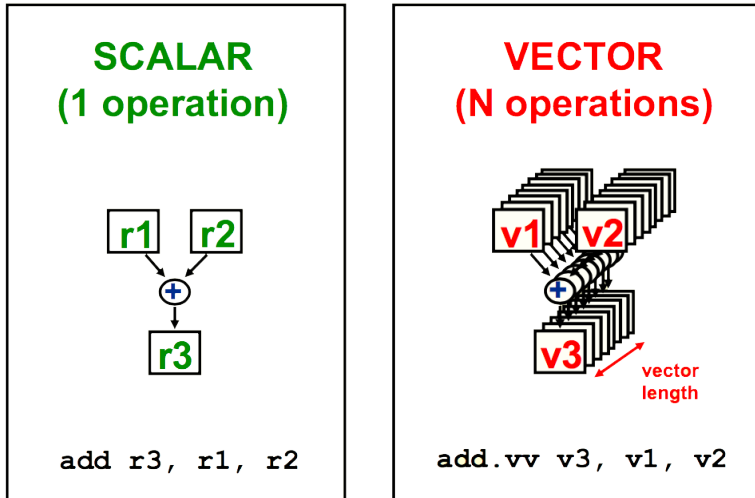 SCALAR
(1 operation)
r1
r2
+
r3
add r3, r1, r2
VECTOR
(N operations)
v1
v2
+
v3
vector
length
add.vv v3, v1, v2